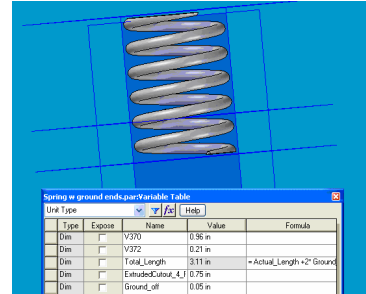 Spring w ground ends.par:Variable Table
Unit Type fx Help
Type Expose Name Value Formula
Dim V370 0.96 in
Dim V372 0.21 in
Dim Total_Length 3.11 in = Actual_Length +2* Ground
Dim ExtrudedCutout_4_F 0.75 in
Dim Ground_off 0.05 in